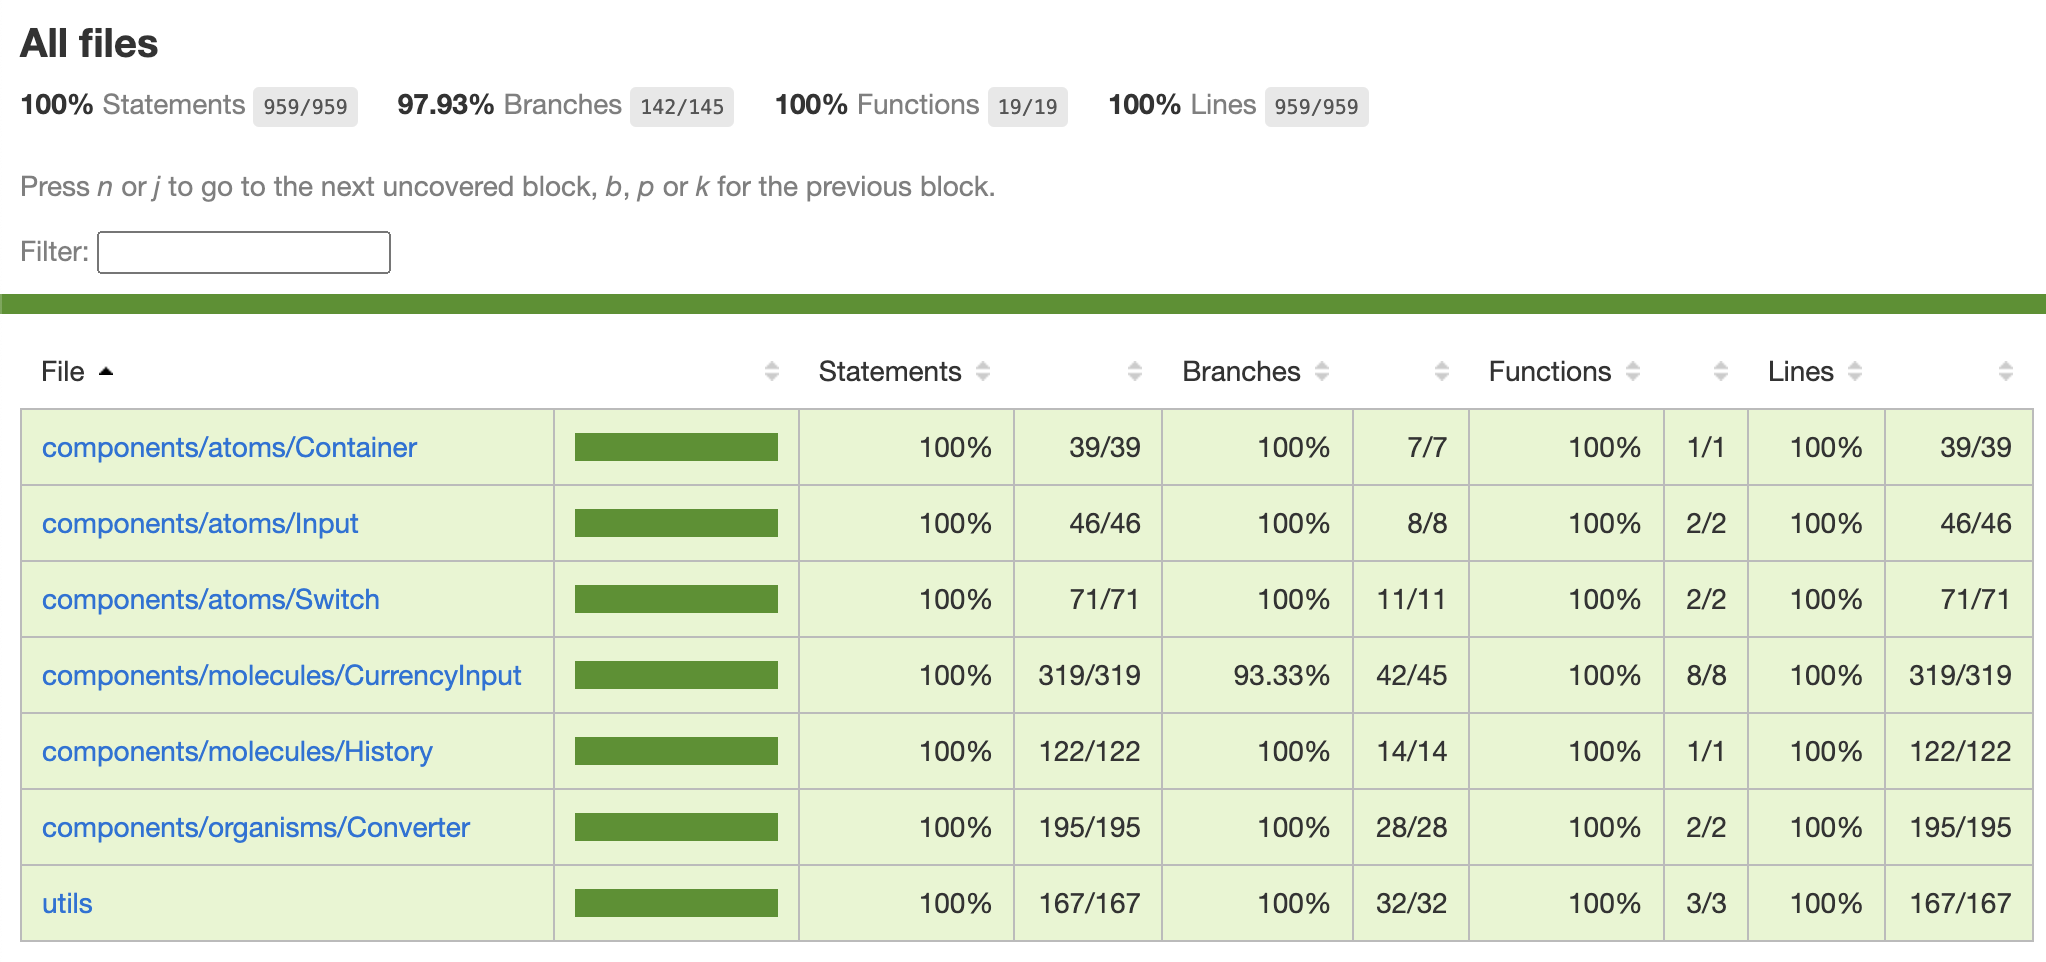 All files
100% Statements 959/959 97.93% Branches 142/145 100% Functions 19/19 100% Lines 959/959
Press n or j to go to the next uncovered block, b, p or k for the previous block.
Filter:
File Statements Branches Functions Lines
components/atoms/Container 100% 39/39 100% 7/7 100% 1/1 100% 39/39
components/atoms/Input 100% 46/46 100% 8/8 100% 2/2 100% 46/46
components/atoms/Switch 100% 71/71 100% 11/11 100% 2/2 100% 71/71
components/molecules/CurrencyInput 100% 319/319 93.33% 42/45 100% 8/8 100% 319/319
components/molecules/History 100% 122/122 100% 14/14 100% 1/1 100% 122/122
components/organisms/Converter 100% 195/195 100% 28/28 100% 2/2 100% 195/195
utils 100% 167/167 100% 32/32 100% 3/3 100% 167/167